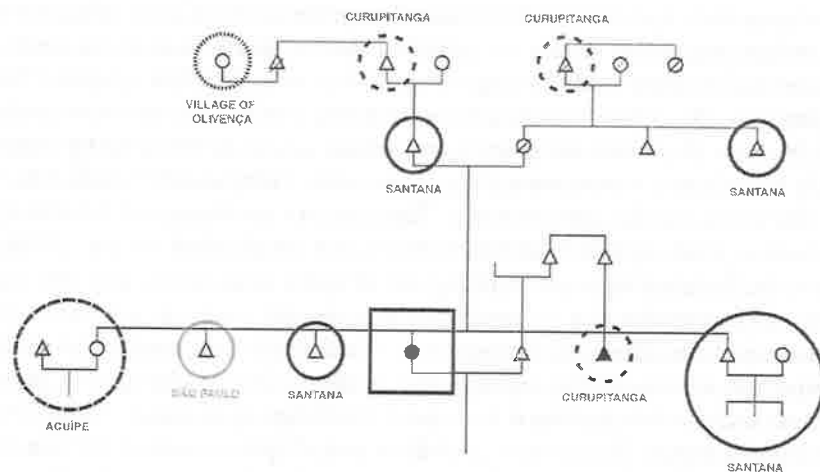 CURUPITANGA
CURUPITANGA
VILLAGE OF
OLIVENÇA
SANTANA
SANTANA
ACUÍPE
SÃO PAULO
SANTANA
CURUPITANGA
SANTANA